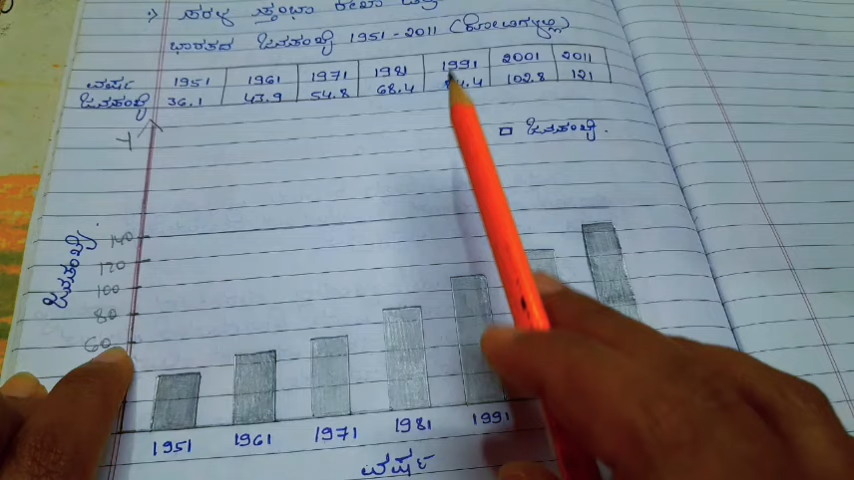 ಸರಳ ಸ್ತಂಭಾ ರೇಖಾ
ಭಾರತದ ಜನಸಂಖ್ಯೆ 1951 - 2011 (ಕೋಟಿಗಳಲ್ಲಿ)
ವರ್ಷ 1951 1961 1971 1981 1991 2001 2011
ಜನಸಂಖ್ಯೆ 36.1 43.9 54.8 68.4 102.8 121
Y
ಜನಸಂಖ್ಯೆ.
ಜನಸಂಖ್ಯೆ
140
120
100
80
60
1951 1961 1971 1981 1991
ವರ್ಷ